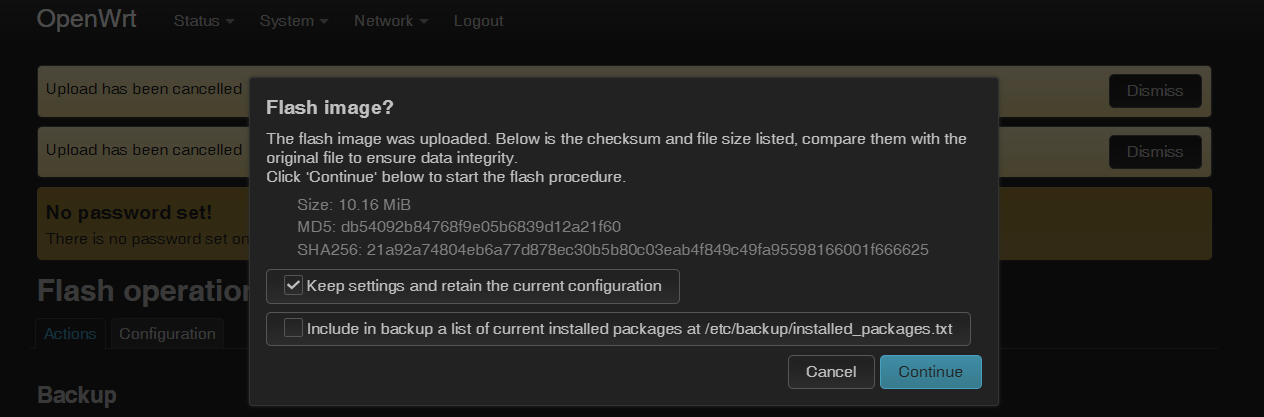 OpenWrt Status System Network Logout
Upload has been cancelled Dismiss
Upload has been cancelled Dismiss
No password set!
There is no password set on
Flash image?
The flash image was uploaded. Below is the checksum and file size listed, compare them with the
original file to ensure data integrity.
Click 'Continue' below to start the flash procedure.
Size: 10.16 MiB
MD5: db54092b84768f9e05b6839d12a21f60
SHA256: 21a92a74804eb6a77d878ec30b5b80c03eab4f849c49fa95598166001f666625
Keep settings and retain the current configuration
Include in backup a list of current installed packages at /etc/backup/installed_packages.txt
Cancel Continue
Flash operation
Actions Configuration
Backup